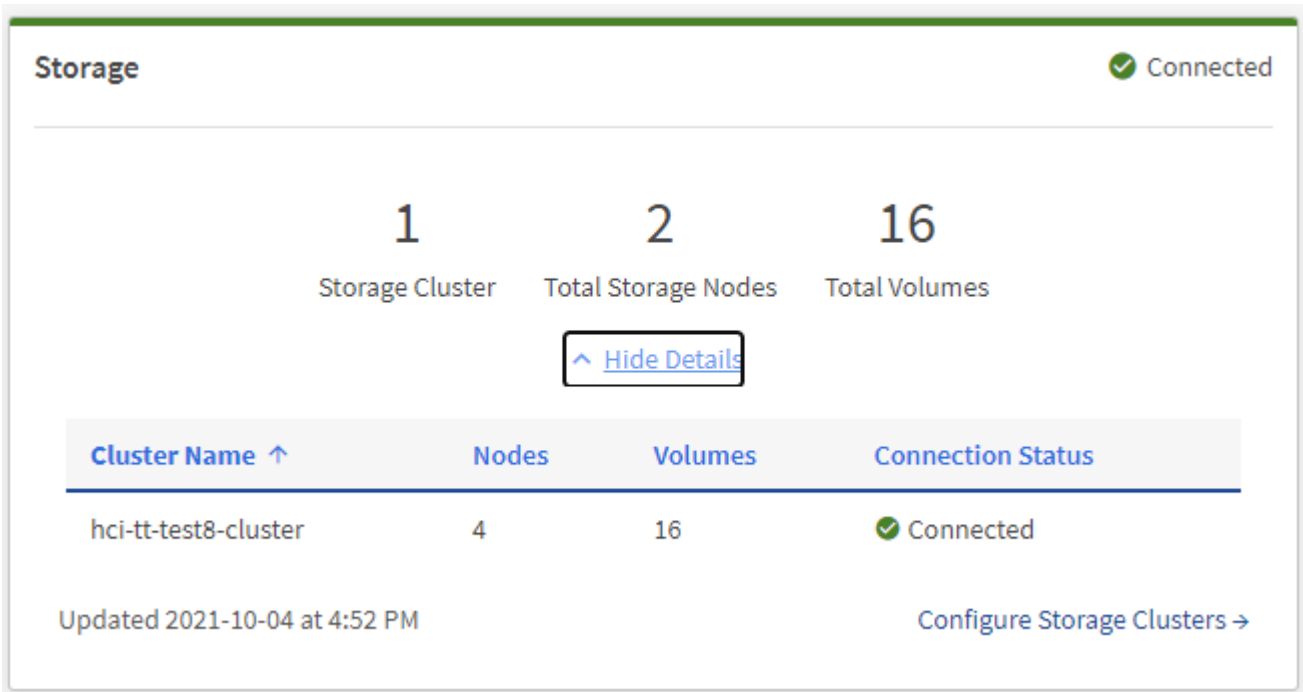 Storage
Connected
1 2 16
Storage Cluster Total Storage Nodes Total Volumes
Hide Details
Cluster Name ↑ Nodes Volumes Connection Status
hci-tt-test8-cluster 4 16 Connected
Updated 2021-10-04 at 4:52 PM
Configure Storage Clusters →